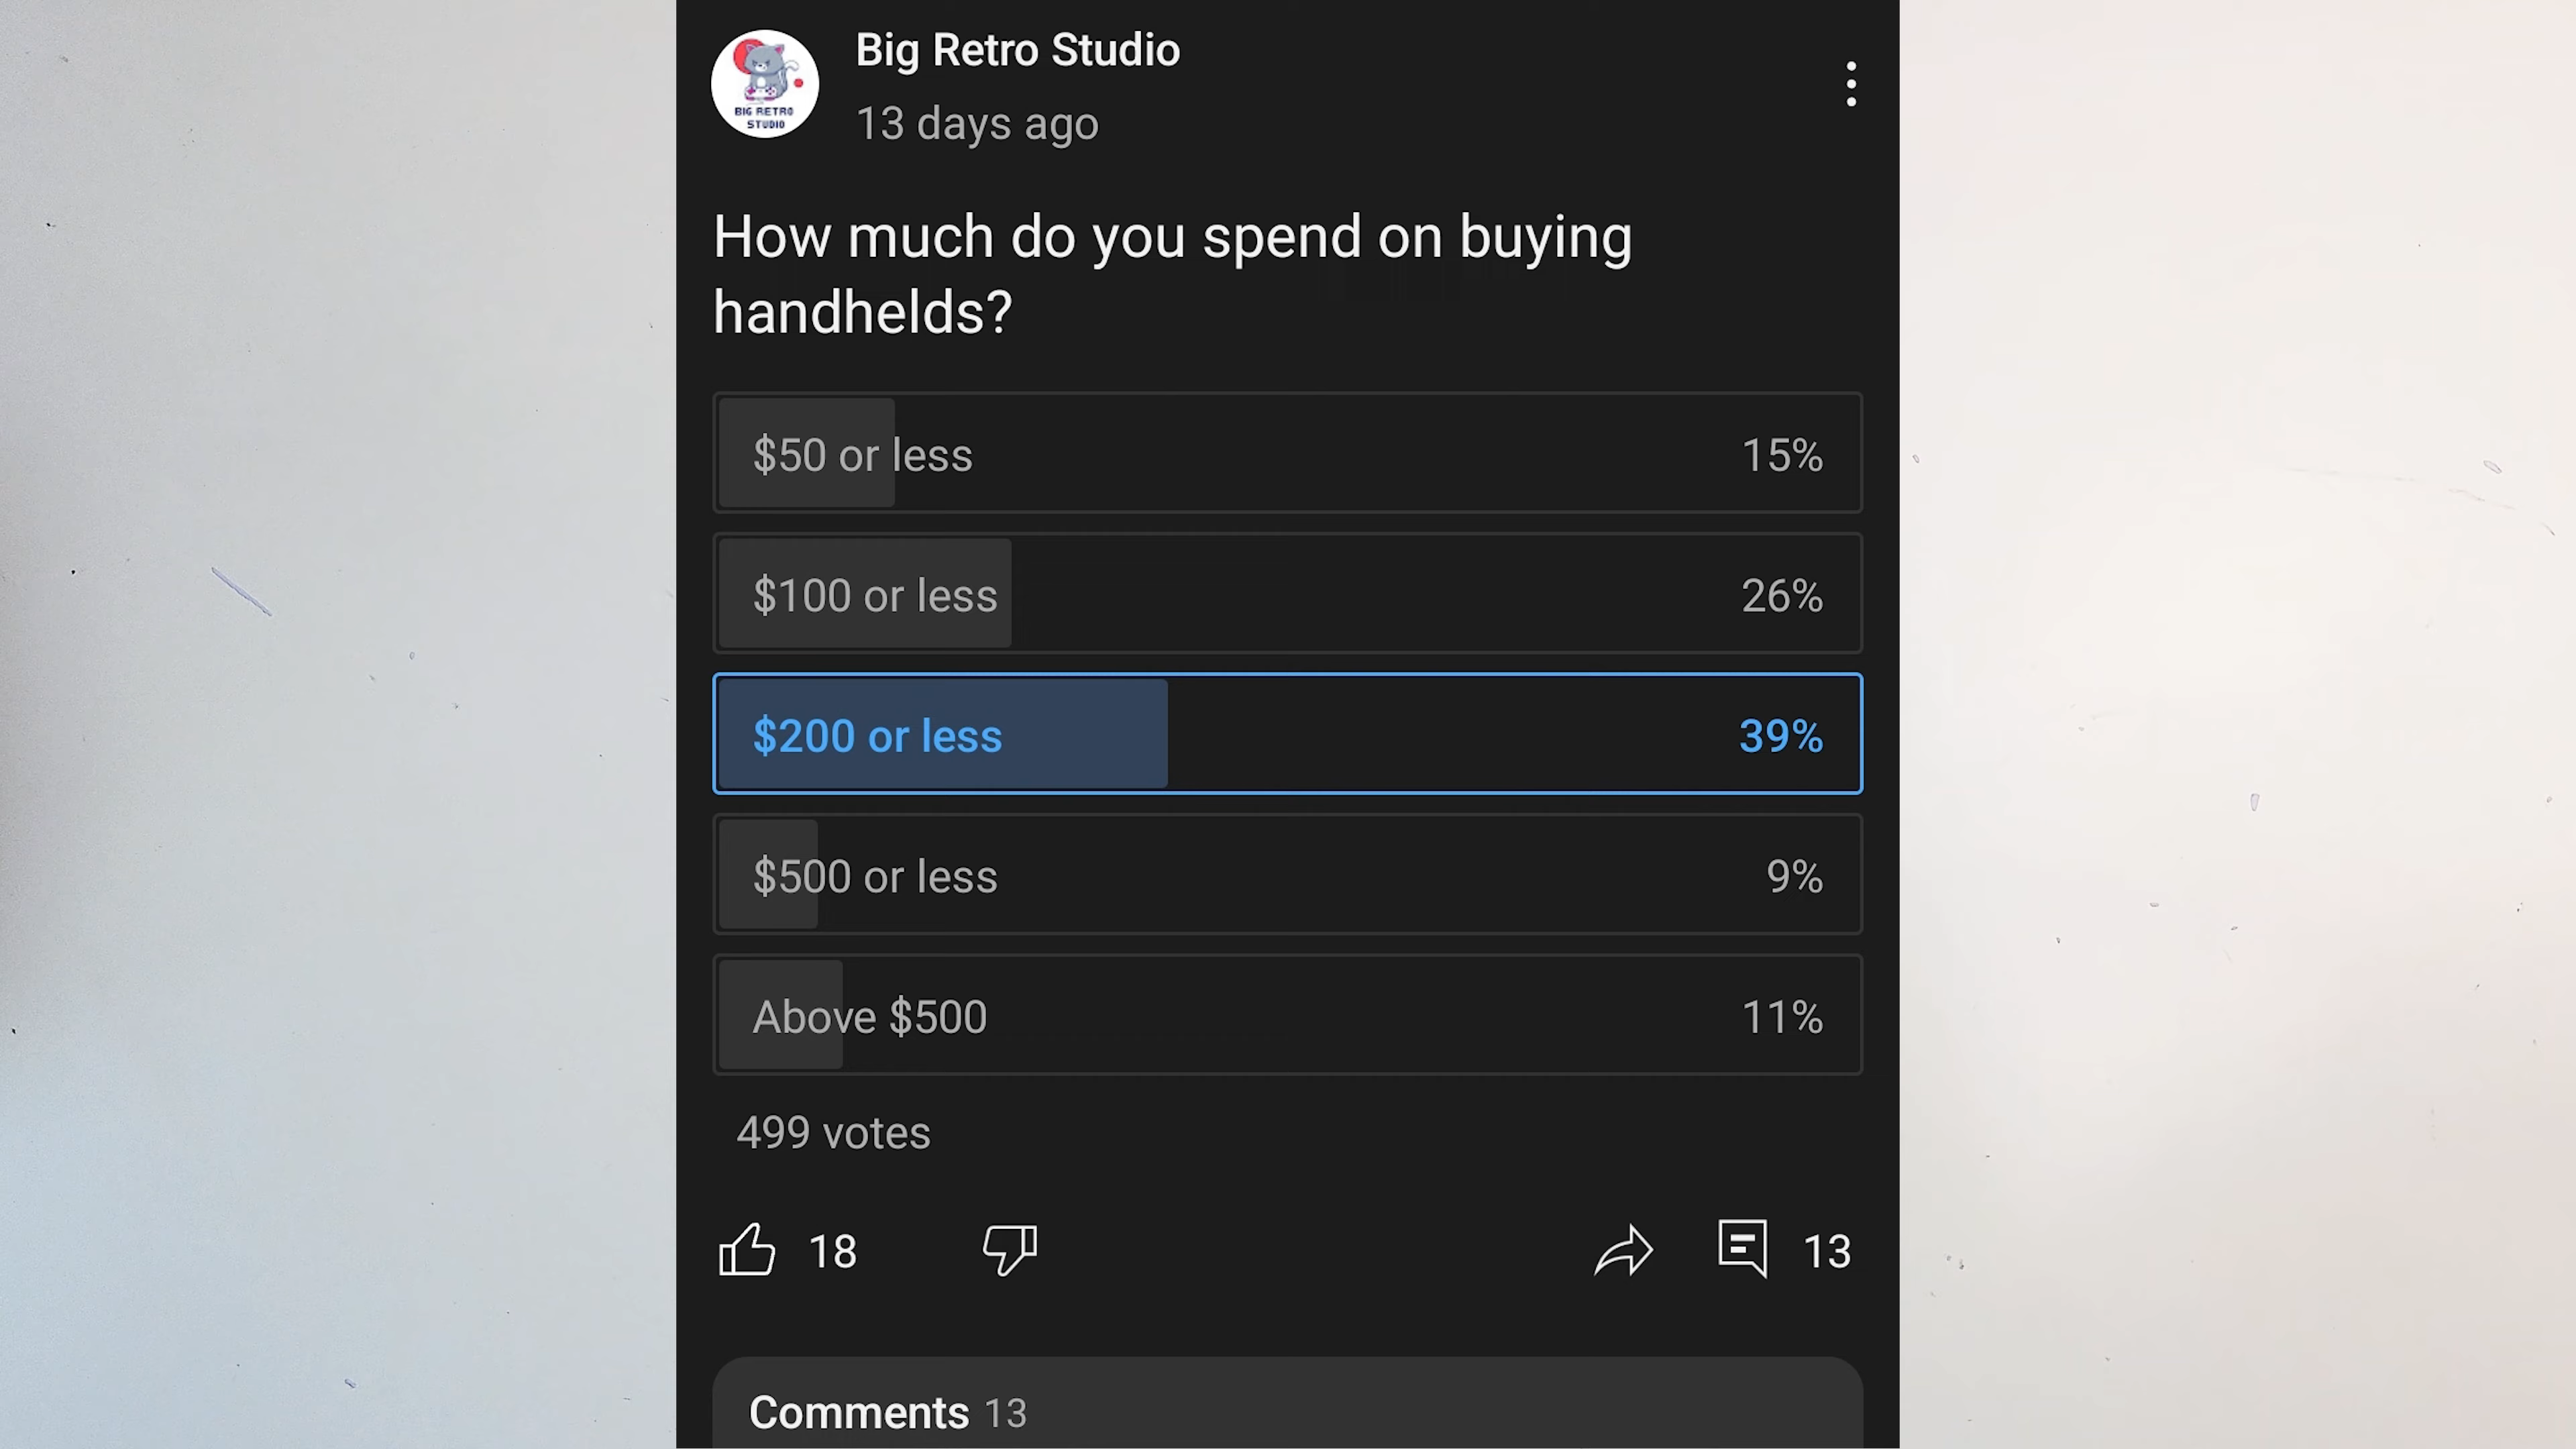 Big Retro Studio
13 days ago
BIG RETRO
STUDIO
How much do you spend on buying
handhelds?
$50 or less 15%
$100 or less 26%
$200 or less 39%
$500 or less 9%
Above $500 11%
499 votes
18 13
Comments 13